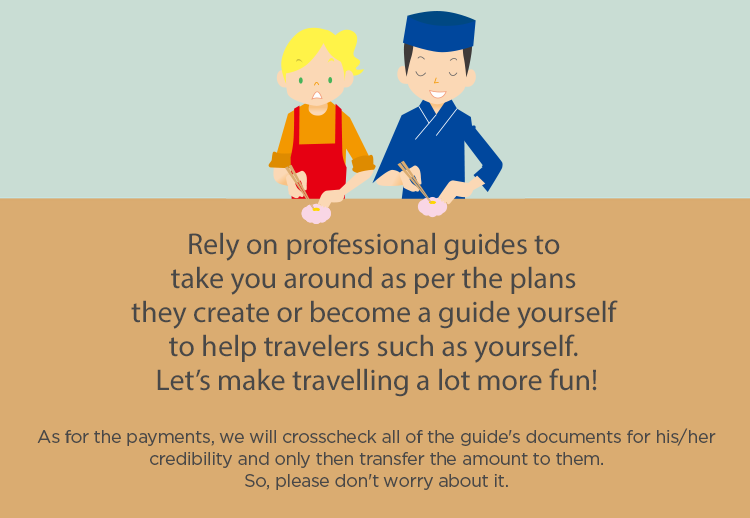 Rely on professional guides to
take you around as per the plans
they create or become a guide yourself
to help travelers such as yourself.
Let’s make travelling a lot more fun!
As for the payments, we will crosscheck all of the guide's documents for his/her
credibility and only then transfer the amount to them.
So, please don't worry about it.